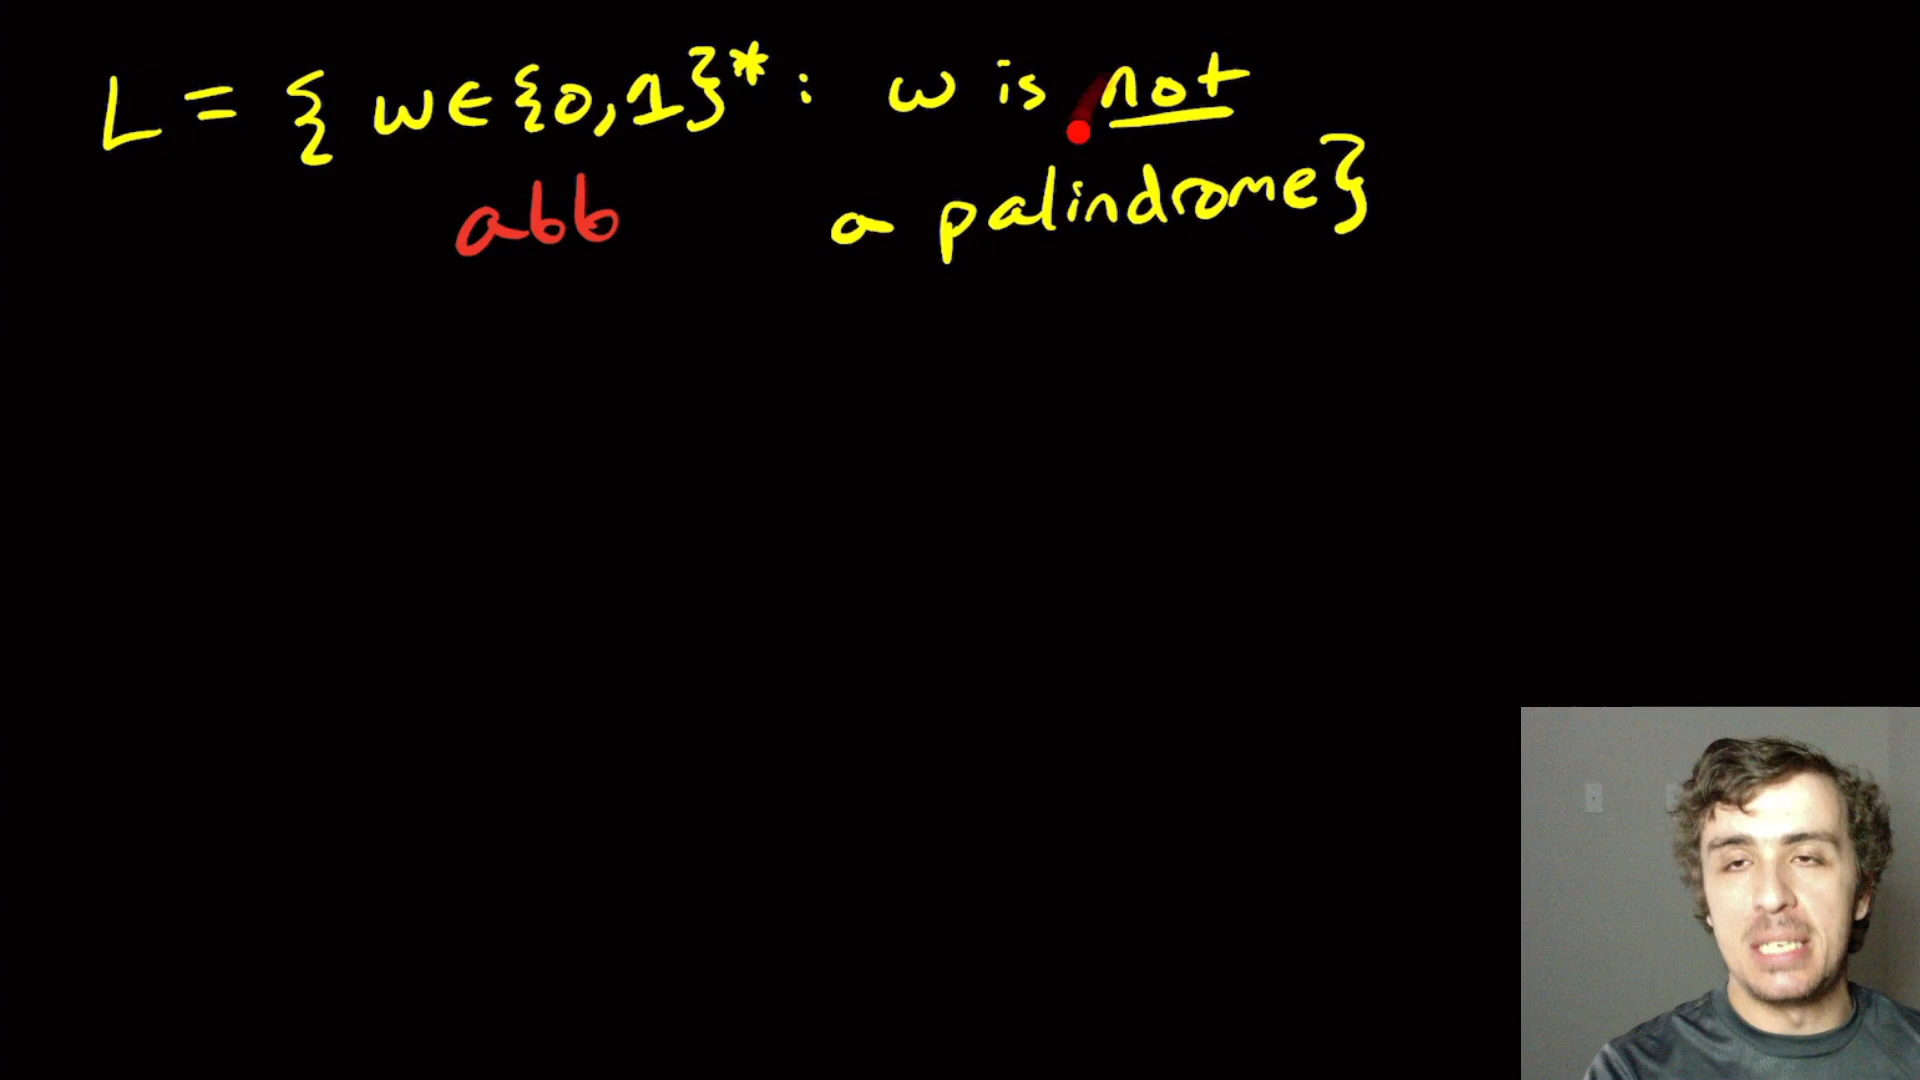 L = { w∈{0,1}* : w is not
abb a palindrome}